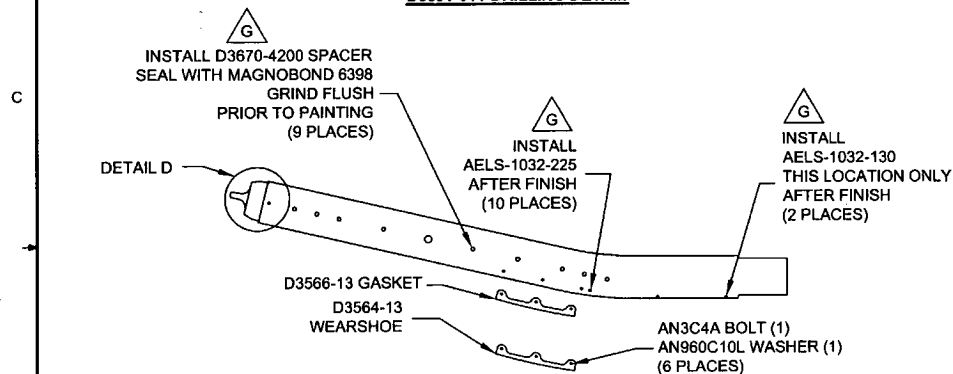 G
INSTALL D3670-4200 SPACER
SEAL WITH MAGNOBOND 6398
GRIND FLUSH
PRIOR TO PAINTING
(9 PLACES)
C
G
INSTALL
AELS-1032-225
AFTER FINISH
(10 PLACES)
G
INSTALL
AELS-1032-130
THIS LOCATION ONLY
AFTER FINISH
(2 PLACES)
DETAIL D
D3566-13 GASKET
D3564-13
WEARSHOE
AN3C4A BOLT (1)
AN960C10L WASHER (1)
(6 PLACES)